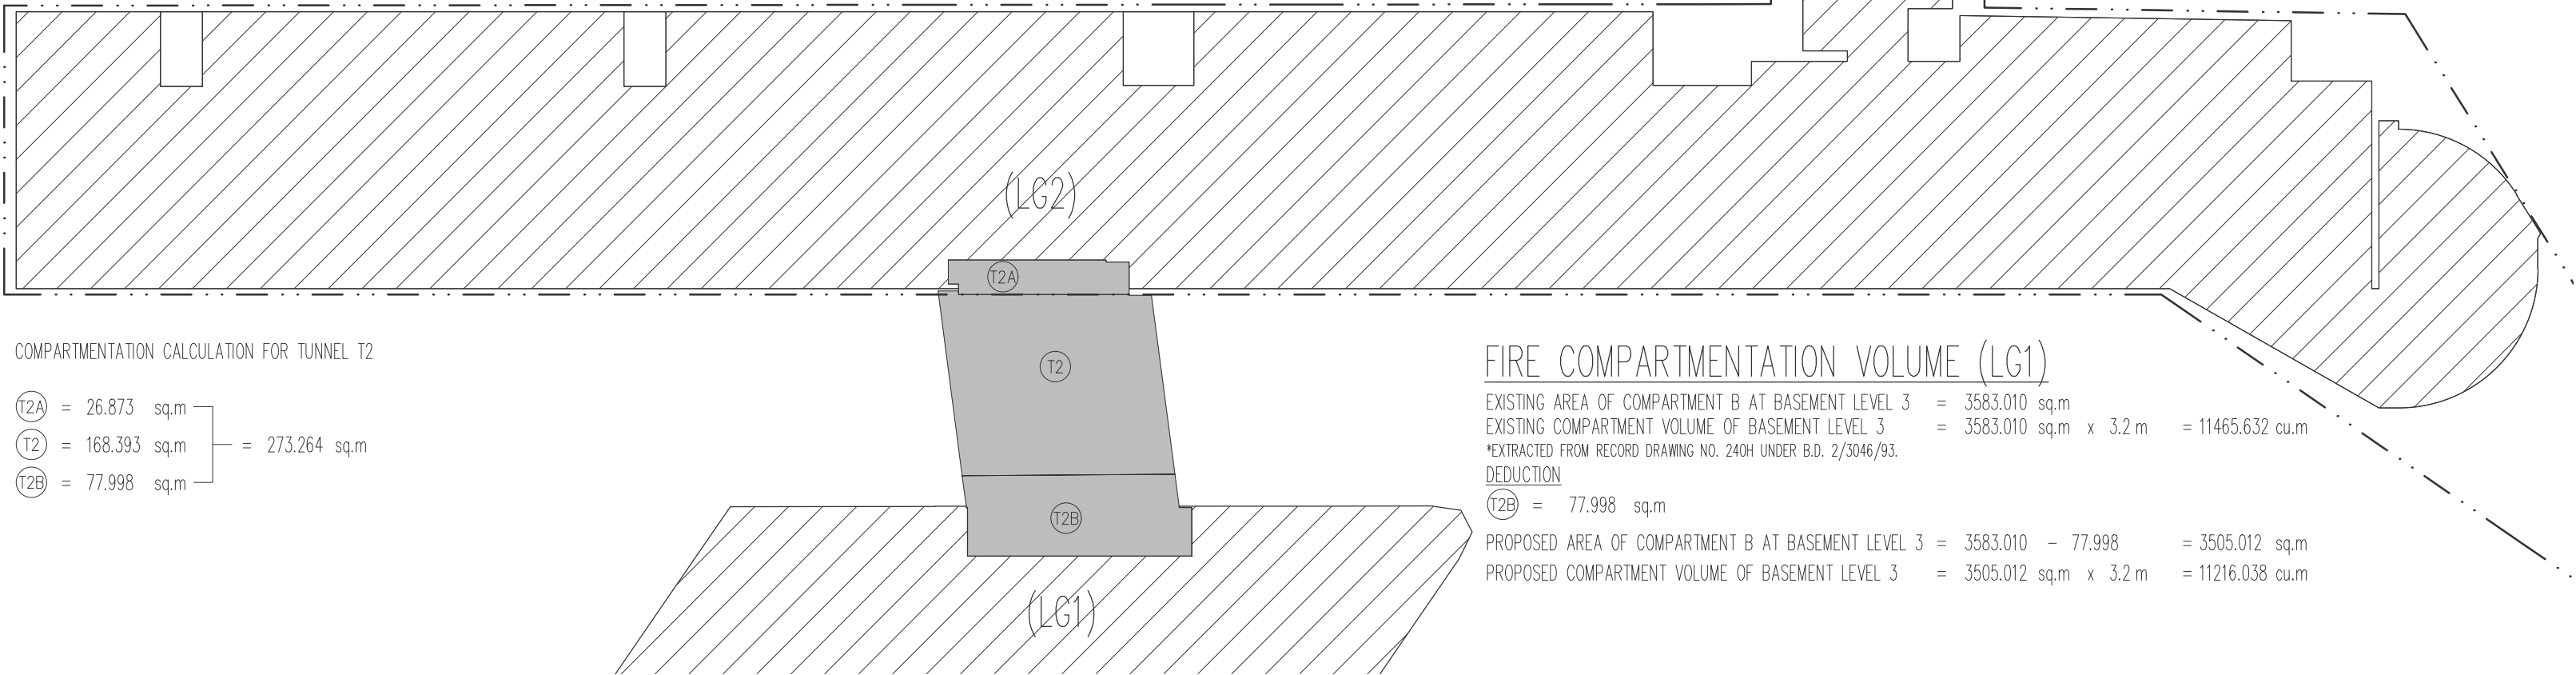 (LG2)
T2A
T2
T2B
(LG1)
COMPARTMENTATION CALCULATION FOR TUNNEL T2
T2A = 26.873 sq.m
T2 = 168.393 sq.m = 273.264 sq.m
T2B = 77.998 sq.m
FIRE COMPARTMENTATION VOLUME (LG1)
EXISTING AREA OF COMPARTMENT B AT BASEMENT LEVEL 3 = 3583.010 sq.m
EXISTING COMPARTMENT VOLUME OF BASEMENT LEVEL 3 = 3583.010 sq.m x 3.2 m = 11465.632 cu.m
*EXTRACTED FROM RECORD DRAWING NO. 240H UNDER B.D. 2/3046/93.
DEDUCTION
T2B = 77.998 sq.m
PROPOSED AREA OF COMPARTMENT B AT BASEMENT LEVEL 3 = 3583.010 - 77.998 = 3505.012 sq.m
PROPOSED COMPARTMENT VOLUME OF BASEMENT LEVEL 3 = 3505.012 sq.m x 3.2 m = 11216.038 cu.m